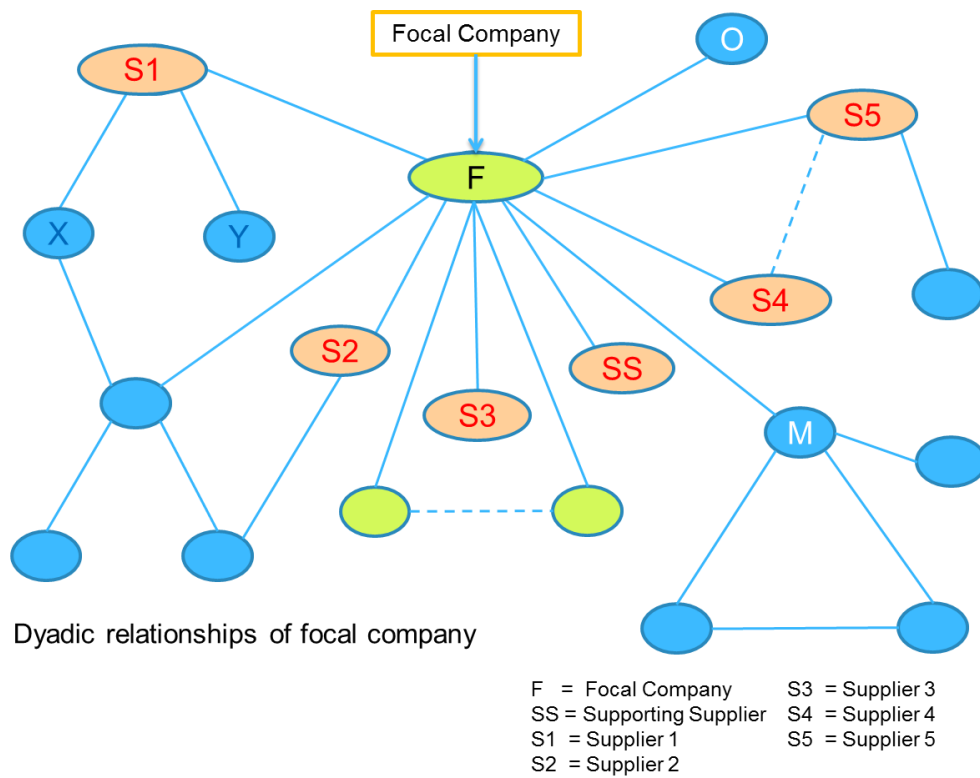 Focal Company
O
S1
S5
F
X
Y
S4
S2
SS
S3
M
Dyadic relationships of focal company
F = Focal Company
SS = Supporting Supplier
S1 = Supplier 1
S2 = Supplier 2
S3 = Supplier 3
S4 = Supplier 4
S5 = Supplier 5